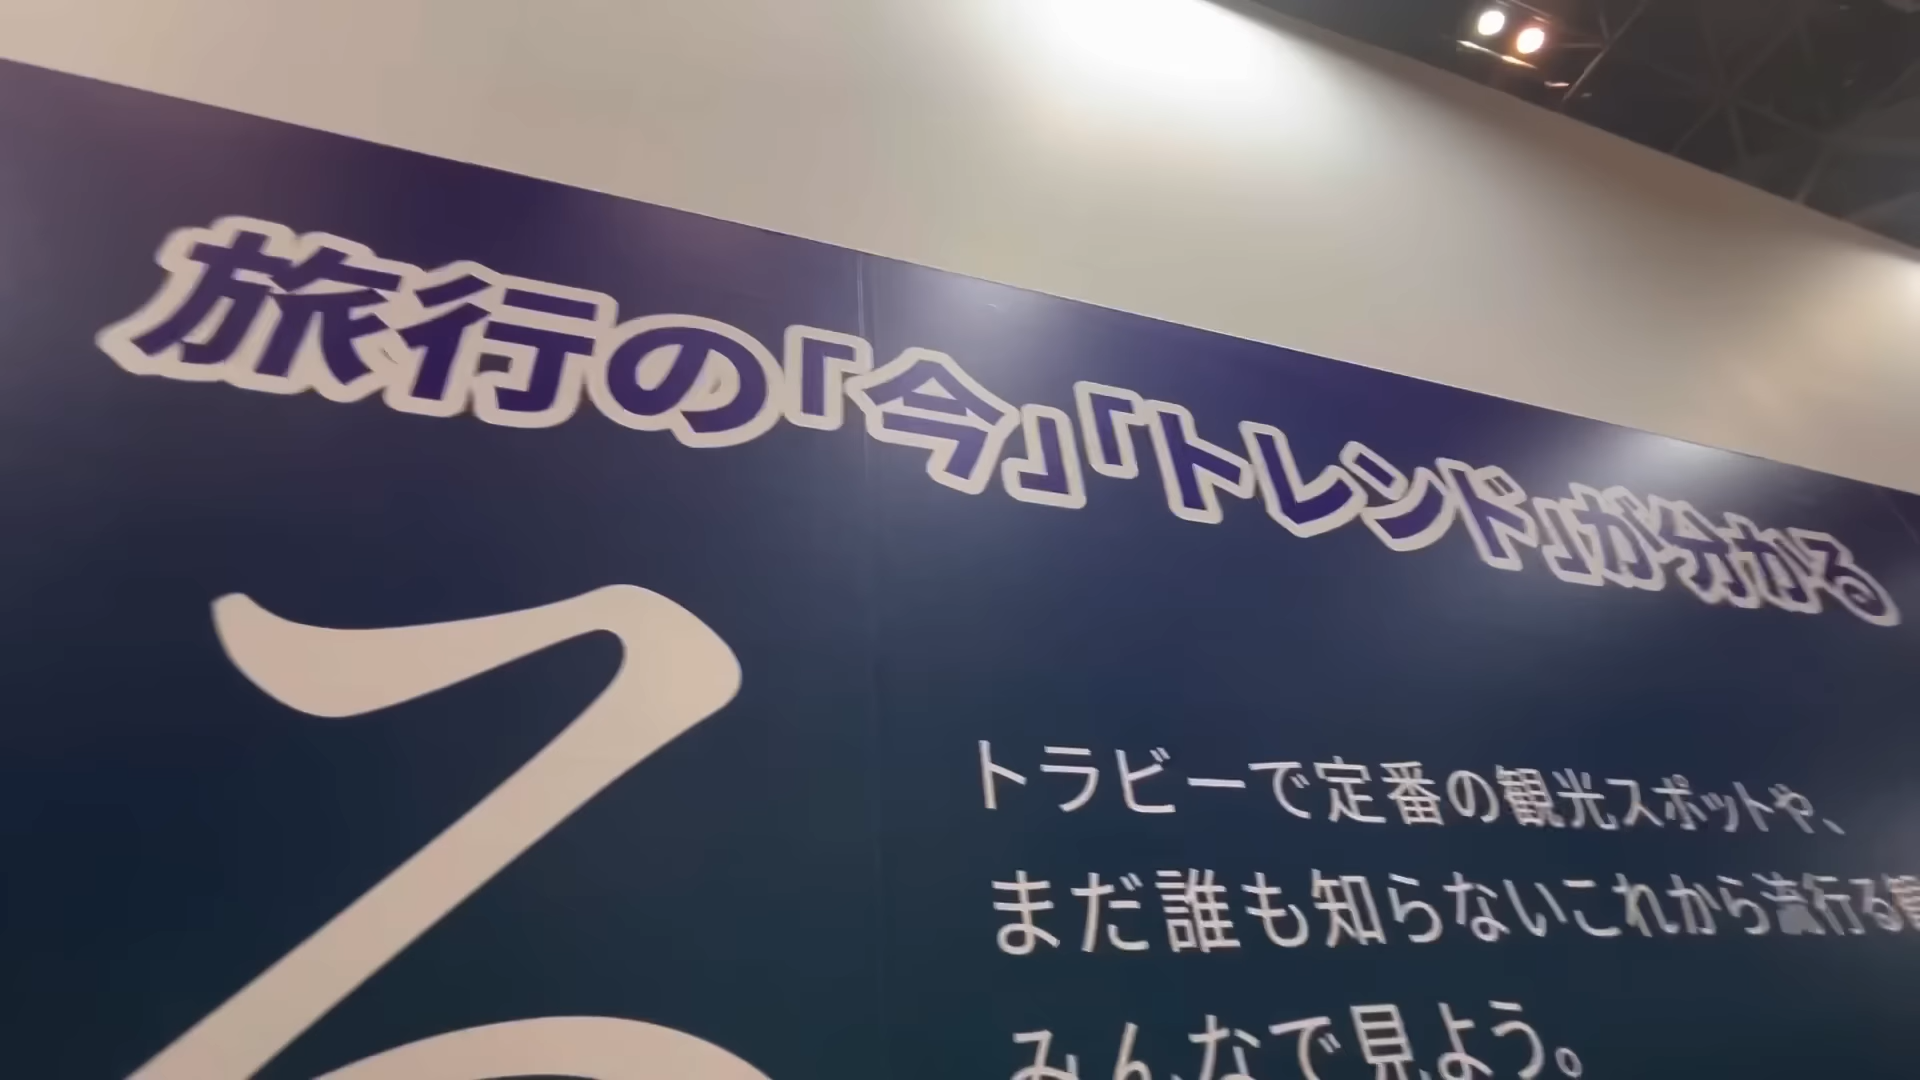 旅行の「今」「トレンド」が分かる
る
トラビーで定番の観光スポットや、
まだ誰も知らないこれから流行る観
みんなで見よう。